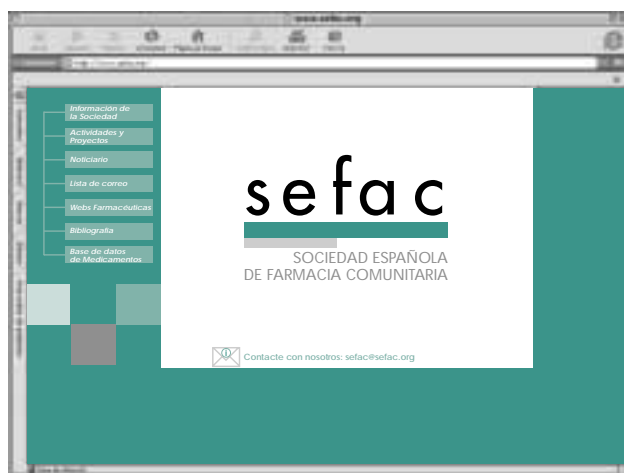 www.sefac.org
Información de
la Sociedad
Actividades y
Proyectos
Noticiario
Lista de correo
Webs Farmacéuticas
Bibliografía
Base de datos
de Medicamentos
sefac
SOCIEDAD ESPAÑOLA
DE FARMACIA COMUNITARIA
Contacte con nosotros: sefac@sefac.org